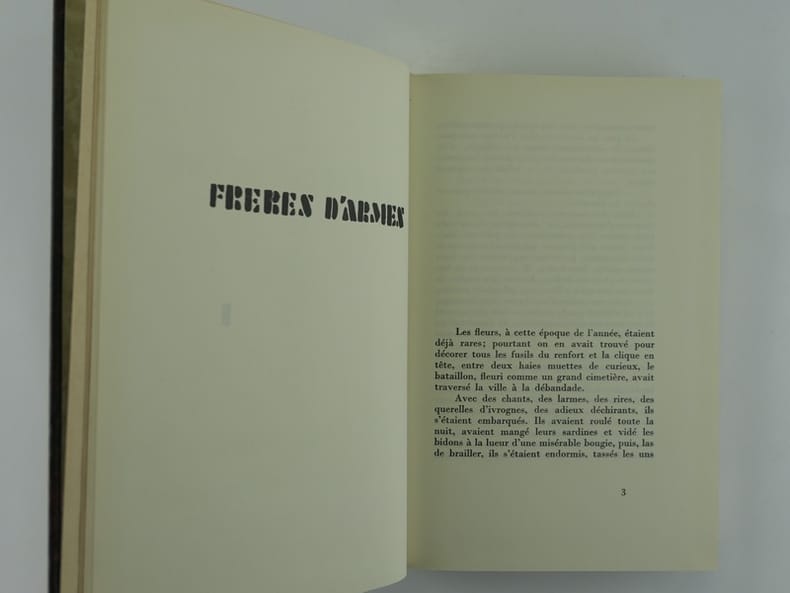 FRERES D'ARMES
Les fleurs, à cette époque de l'année, étaient
déjà rares; pourtant on en avait trouvé pour
décorer tous les fusils du renfort et la clique en
tête, entre deux haies muettes de curieux, le
bataillon, fleuri comme un grand cimetière, avait
traversé la ville à la débandade.
Avec des chants, des larmes, des rires, des
querelles d'ivrognes, des adieux déchirants, ils
s'étaient embarqués. Ils avaient roulé toute la
nuit, avaient mangé leurs sardines et vidé les
bidons à la lueur d'une misérable bougie, puis, las
de brailler, ils s'étaient endormis, tassés les uns
3